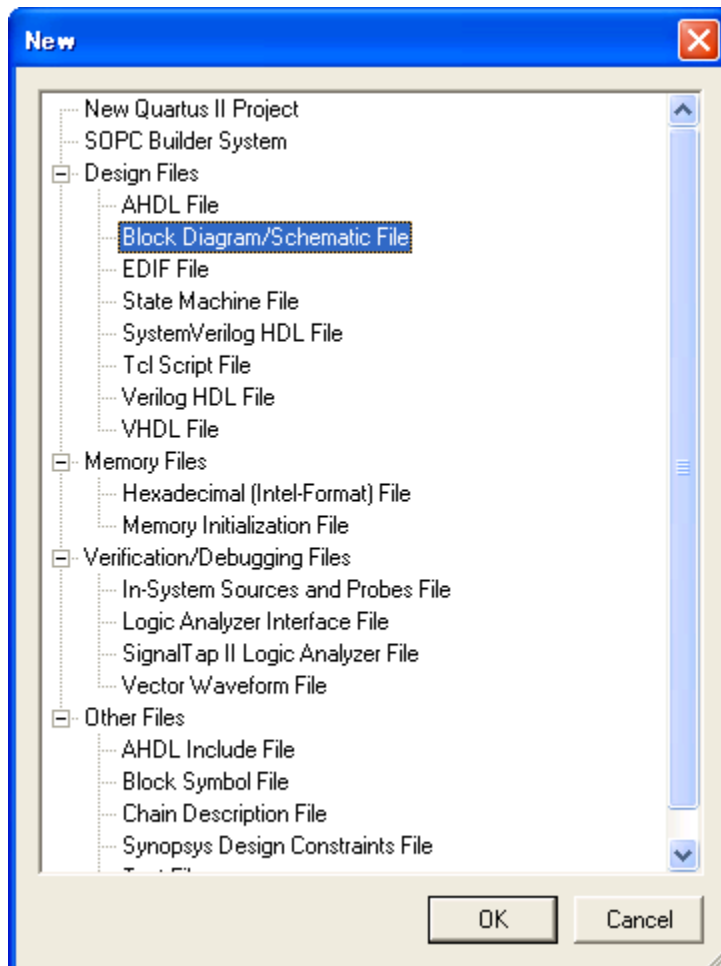 New
New Quartus II Project
SOPC Builder System
Design Files
AHDL File
Block Diagram/Schematic File
EDIF File
State Machine File
SystemVerilog HDL File
Tcl Script File
Verilog HDL File
VHDL File
Memory Files
Hexadecimal (Intel-Format) File
Memory Initialization File
Verification/Debugging Files
In-System Sources and Probes File
Logic Analyzer Interface File
SignalTap II Logic Analyzer File
Vector Waveform File
Other Files
AHDL Include File
Block Symbol File
Chain Description File
Synopsys Design Constraints File
OK Cancel